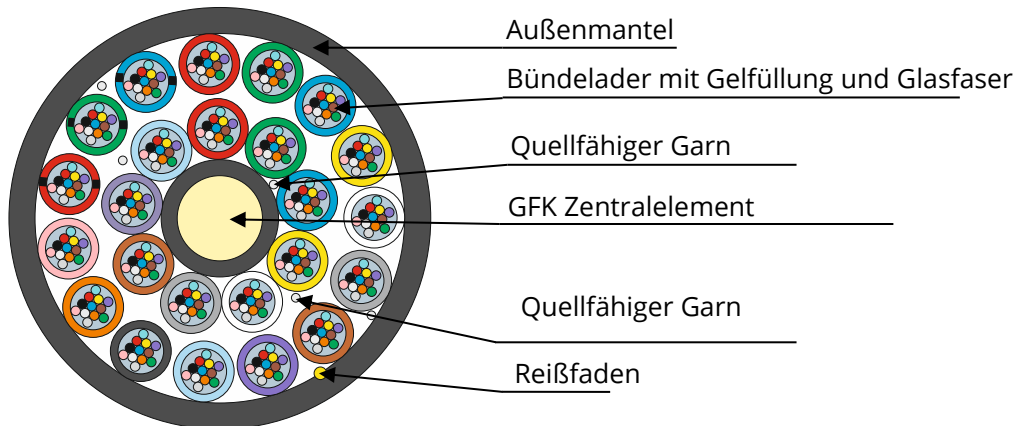 Außenmantel
Bündelader mit Gelfüllung und Glasfaser
Quellfähiger Garn
GFK Zentralelement
Quellfähiger Garn
Reißfaden